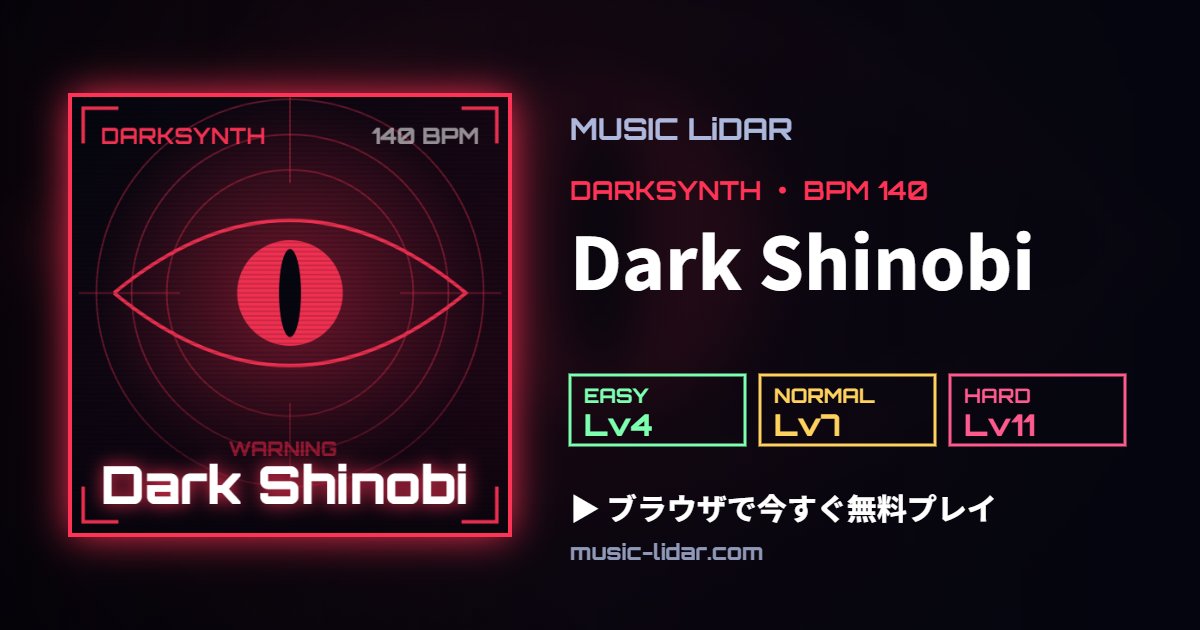 DARKSYNTH 140 BPM
WARNING
Dark Shinobi
MUSIC LiDAR
DARKSYNTH • BPM 140
Dark Shinobi
EASY NORMAL HARD
Lv4 Lv7 Lv11
▶ ブラウザで今すぐ無料プレイ
music-lidar.com